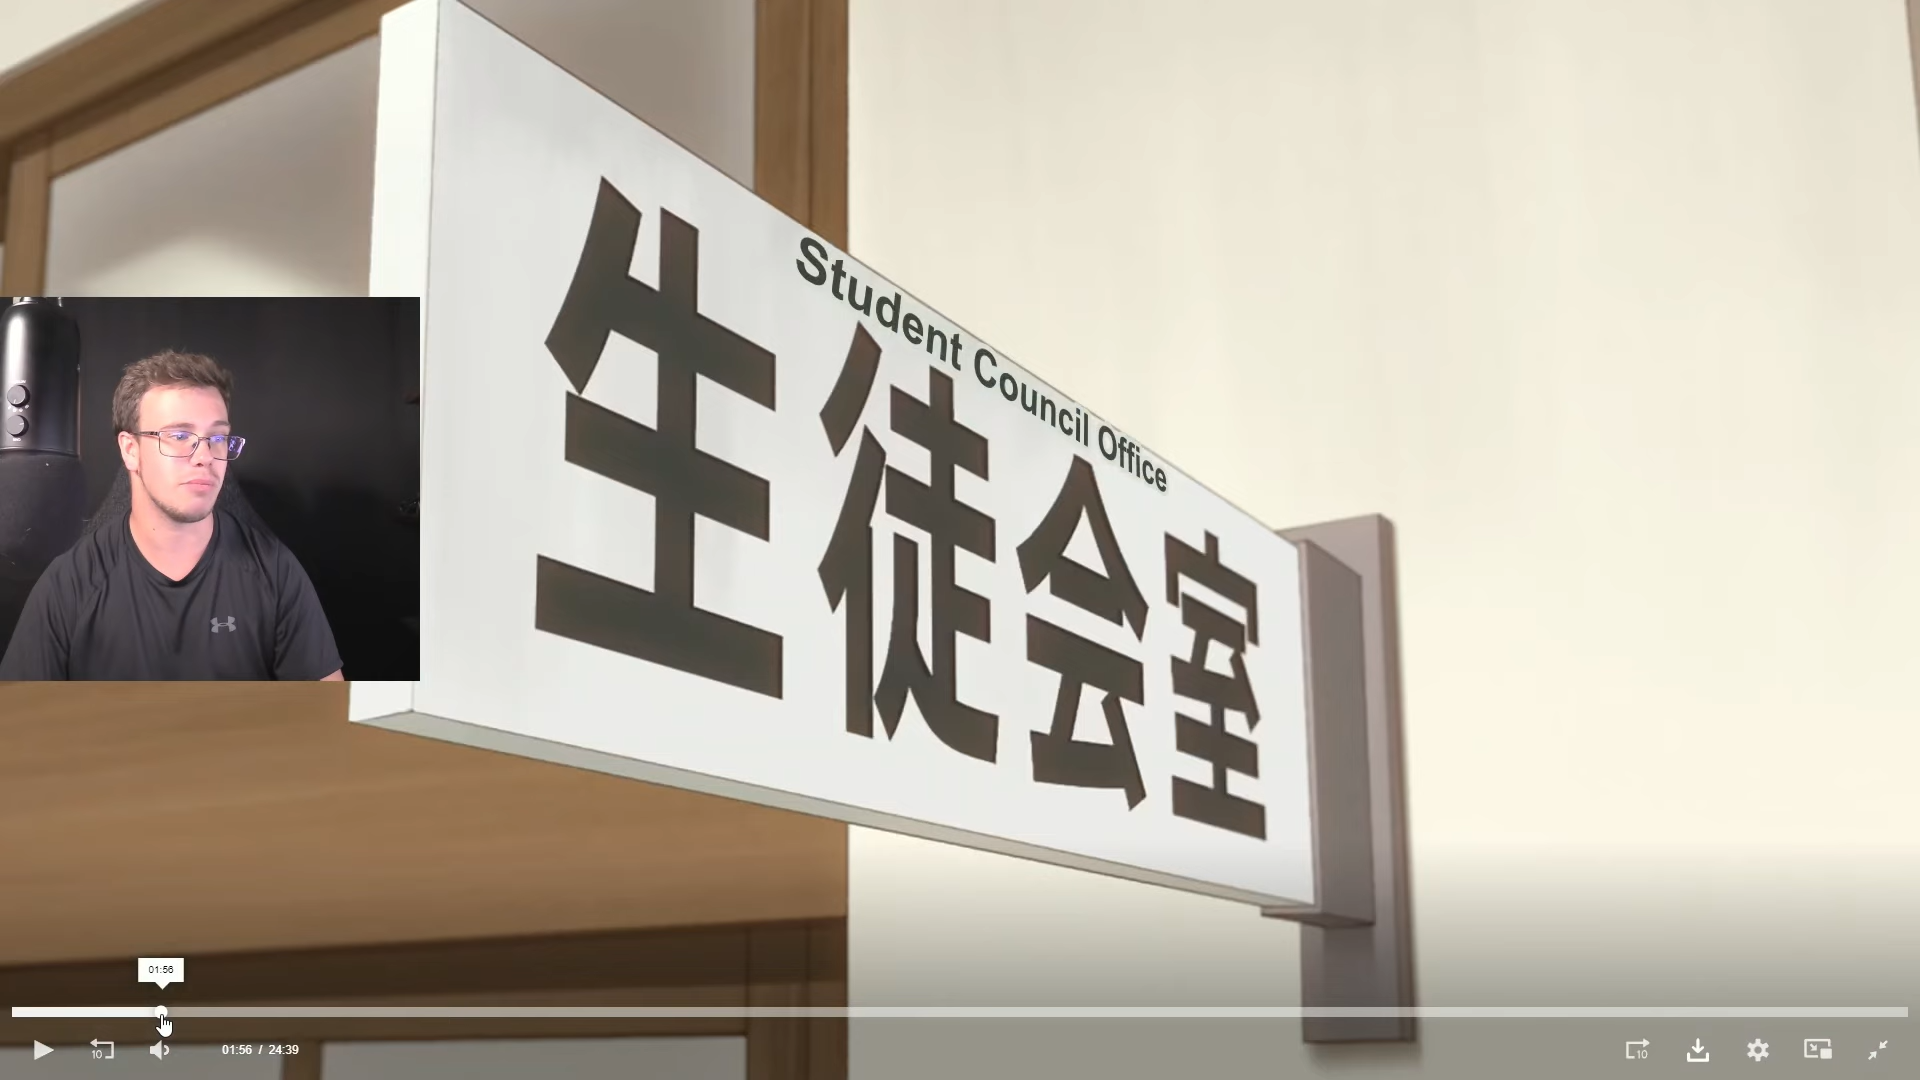 Student Council Office
生徒会室
01:56
10
01:56 / 24:39
10